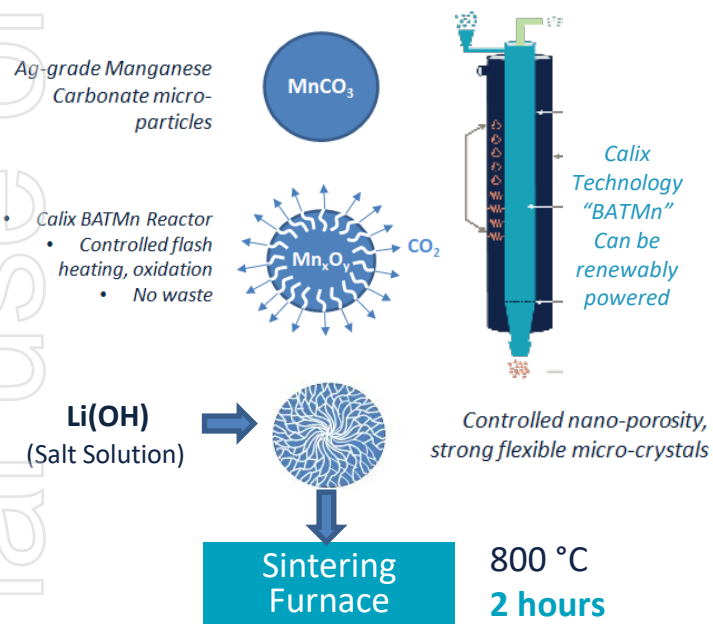 Ag-grade Manganese
Carbonate micro-
particles
MnCO₃
• Calix BATMn Reactor
• Controlled flash
heating, oxidation
• No waste
MnₓOᵧ
CO₂
Calix
Technology
“BATMn”
Can be
renewably
powered
Li(OH)
(Salt Solution)
Controlled nano-porosity,
strong flexible micro-crystals
Sintering
Furnace
800 °C
2 hours